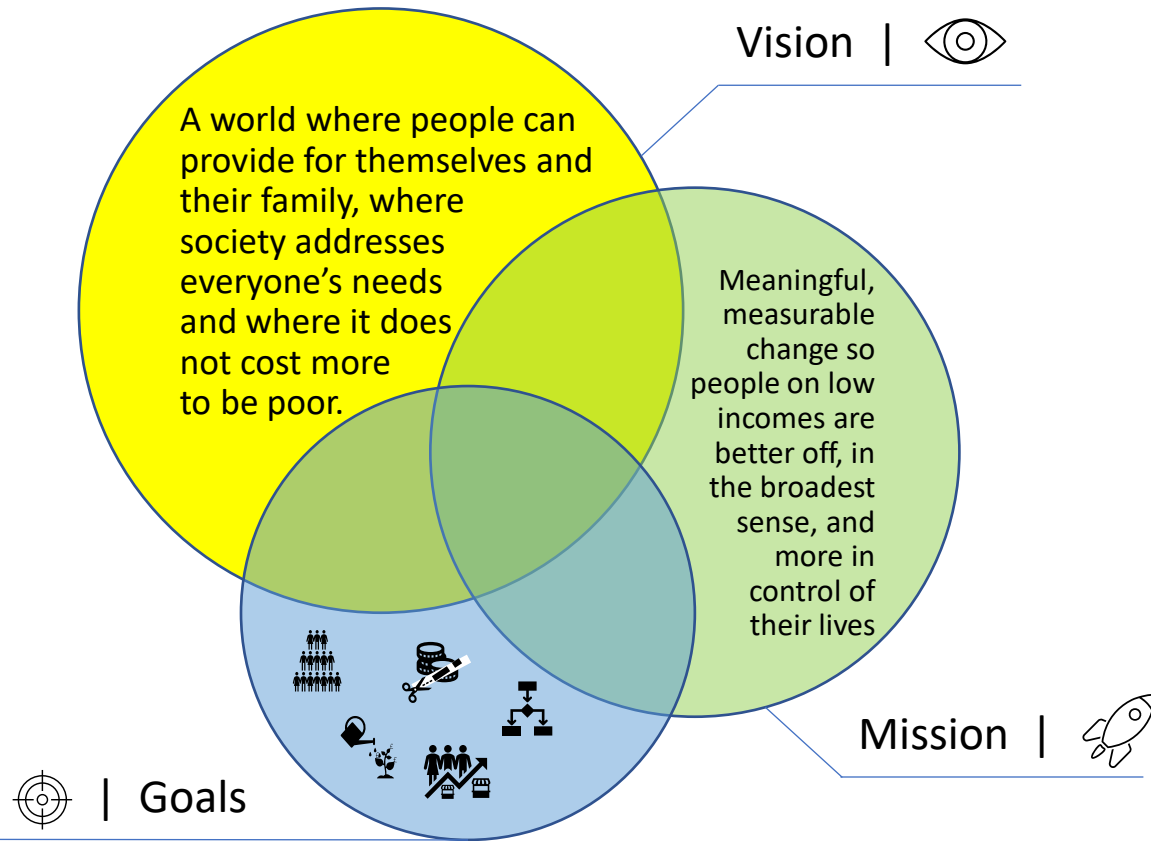 Vision |
A world where people can
provide for themselves and
their family, where
society addresses
everyone’s needs
and where it does
not cost more
to be poor.
Meaningful,
measurable
change so
people on low
incomes are
better off, in
the broadest
sense, and
more in
control of
their lives
Mission |
| Goals